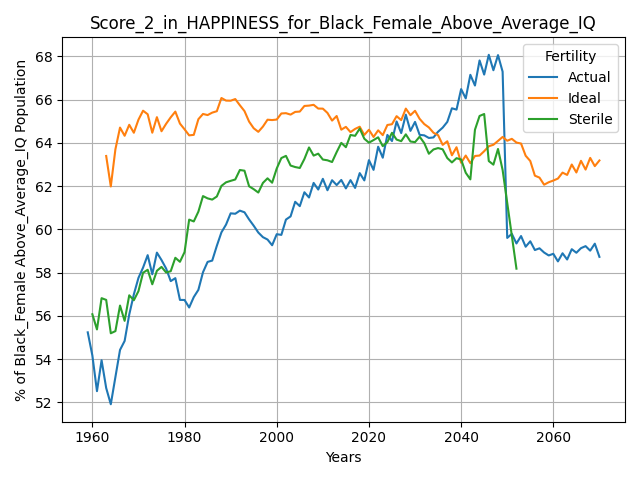 Score_2_in_HAPPINESS_for_Black_Female_Above_Average_IQ
% of Black_Female Above_Average_IQ Population
68
66
64
62
60
58
56
54
52
Fertility
Actual
Ideal
Sterile
1960 1980 2000 2020 2040 2060
Years